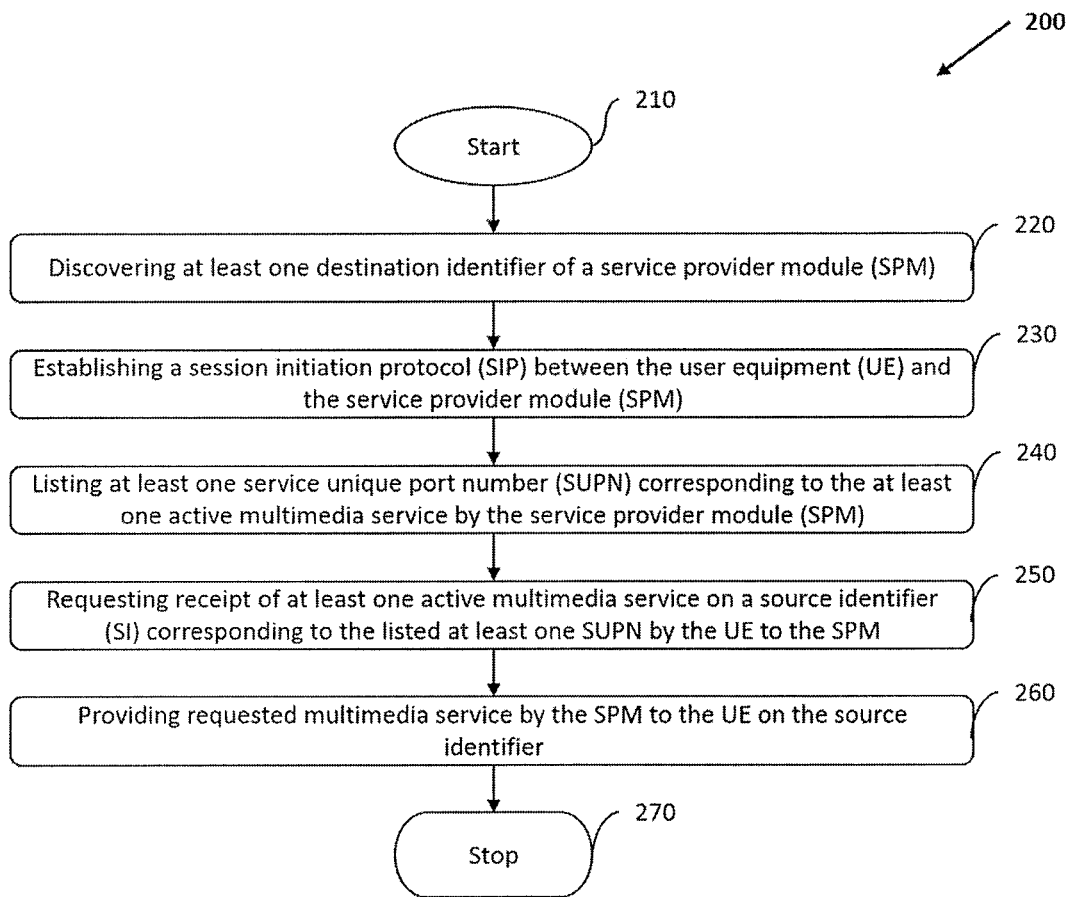 200
210
Start
220
Discovering at least one destination identifier of a service provider module (SPM)
230
Establishing a session initiation protocol (SIP) between the user equipment (UE) and
the service provider module (SPM)
240
Listing at least one service unique port number (SUPN) corresponding to the at least
one active multimedia service by the service provider module (SPM)
250
Requesting receipt of at least one active multimedia service on a source identifier
(SI) corresponding to the listed at least one SUPN by the UE to the SPM
260
Providing requested multimedia service by the SPM to the UE on the source
identifier
270
Stop